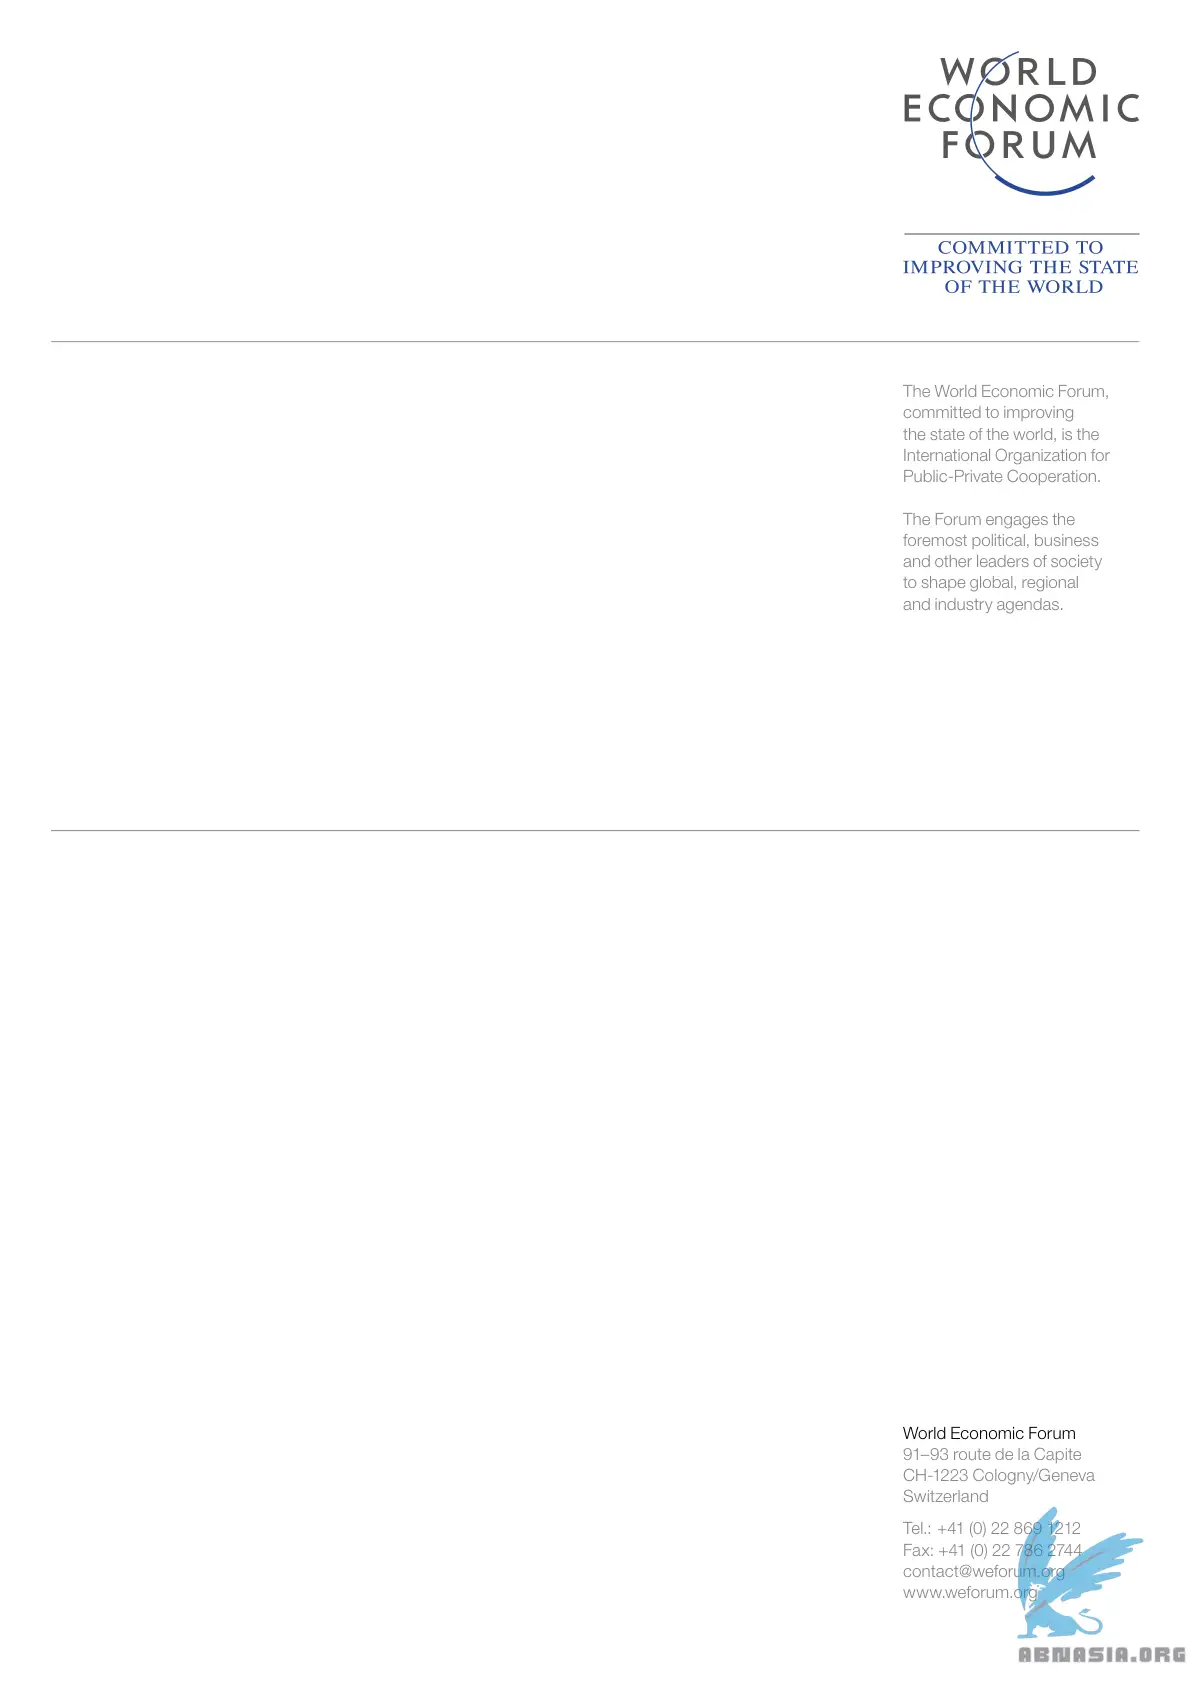 WORLD
ECONOMIC
FORUM
COMMITTED TO
IMPROVING THE STATE
OF THE WORLD
The World Economic Forum,
committed to improving
the state of the world, is the
International Organization for
Public-Private Cooperation.
The Forum engages the
foremost political, business
and other leaders of society
to shape global, regional
and industry agendas.
World Economic Forum
91–93 route de la Capite
CH-1223 Cologny/Geneva
Switzerland
Tel.: +41 (0) 22 869 1212
Fax: +41 (0) 22 786 2744
contact@weforum.org
www.weforum.org
ABNASIA.ORG